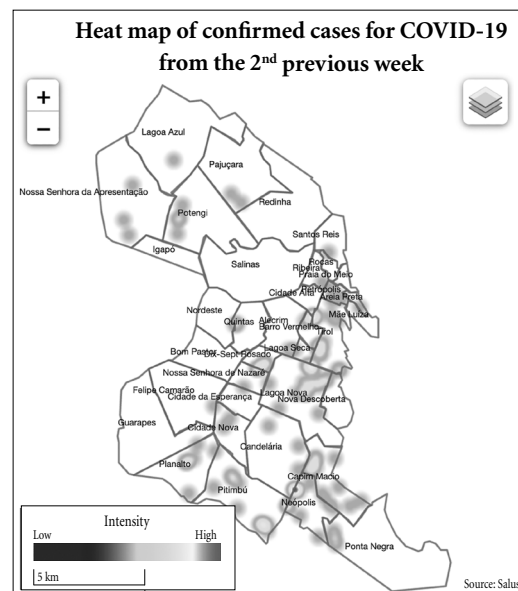 Heat map of confirmed cases for COVID-19
from the 2nd previous week
+
−
Lagoa Azul
Pajuçara
Nossa Senhora da Apresentação
Redinha
Potengi
Santos Reis
Igapó
Salinas
Rocas
Ribeira
Praia do Meio
Petrópolis
Cidade Alta
Areia Preta
Nordeste
Mãe Luiza
Quintas
Alecrim
Barro Vermelho
Tirol
Lagoa Seca
Bom Pastor
Dix-Sept Rosado
Nossa Senhora de Nazaré
Felipe Camarão
Cidade da Esperança
Lagoa Nova
Nova Descoberta
Guarapes
Cidade Nova
Candelária
Planalto
Capim Macio
Pitimbú
Neópolis
Ponta Negra
Intensity
Low High
5 km
Source: Salus